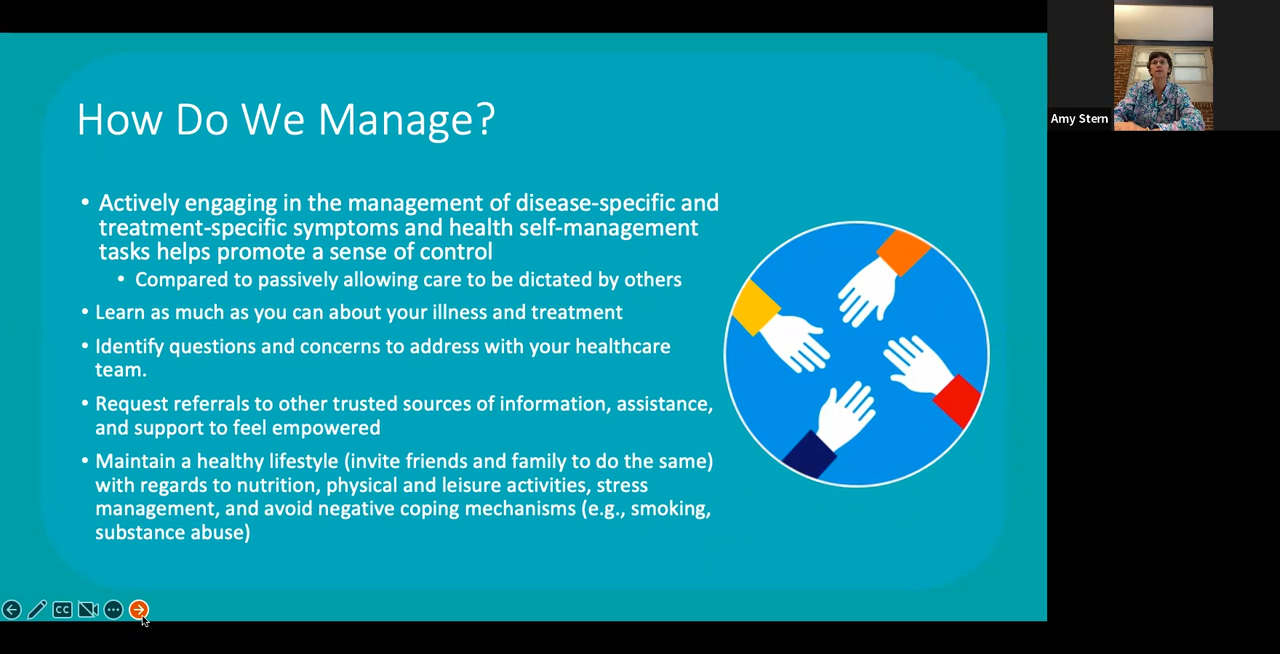 How Do We Manage?
• Actively engaging in the management of disease-specific and
treatment-specific symptoms and health self-management
tasks helps promote a sense of control
• Compared to passively allowing care to be dictated by others
• Learn as much as you can about your illness and treatment
• Identify questions and concerns to address with your healthcare
team.
• Request referrals to other trusted sources of information, assistance,
and support to feel empowered
• Maintain a healthy lifestyle (invite friends and family to do the same)
with regards to nutrition, physical and leisure activities, stress
management, and avoid negative coping mechanisms (e.g., smoking,
substance abuse)
CC
Amy Stern